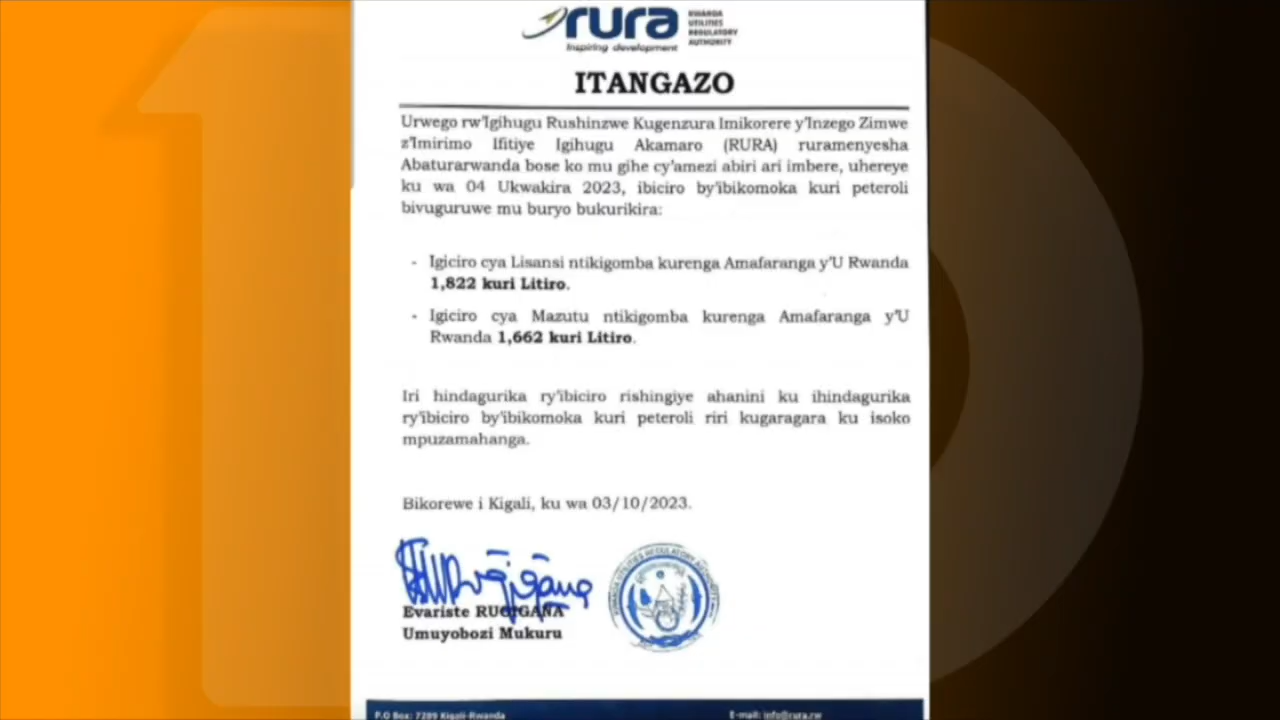 rura
RWANDA
UTILITIES
REGULATORY
AUTHORITY
Inspiring development
ITANGAZO
Urwego rw'Igihugu Rushinzwe Kugenzura Imikorere y'Inzego Zimwe
z'Imirimo Ifitiye Igihugu Akamaro (RURA) ruramenyesha
Abaturarwanda bose ko mu gihe cy'amezi abiri ari imbere, uhereye
ku wa 04 Ukwakira 2023, ibiciro by'ibikomoka kuri peteroli
bivuguruwe mu buryo bukurikira:
- Igiciro cya Lisansi ntikigomba kurenga Amafaranga y'U Rwanda
1,822 kuri Litiro.
- Igiciro cya Mazutu ntikigomba kurenga Amafaranga y'U
Rwanda 1,662 kuri Litiro.
Iri hindagurika ry'ibiciro rishingiye ahanini ku ihindagurika
ry'ibiciro by'ibikomoka kuri peteroli riri kugaragara ku isoko
mpuzamahanga.
Bikorewe i Kigali, ku wa 03/10/2023.
Evariste RUGIGANA
Umuyobozi Mukuru
P.O Box: 7289 Kigali-Rwanda
E-mail: info@rura.rw